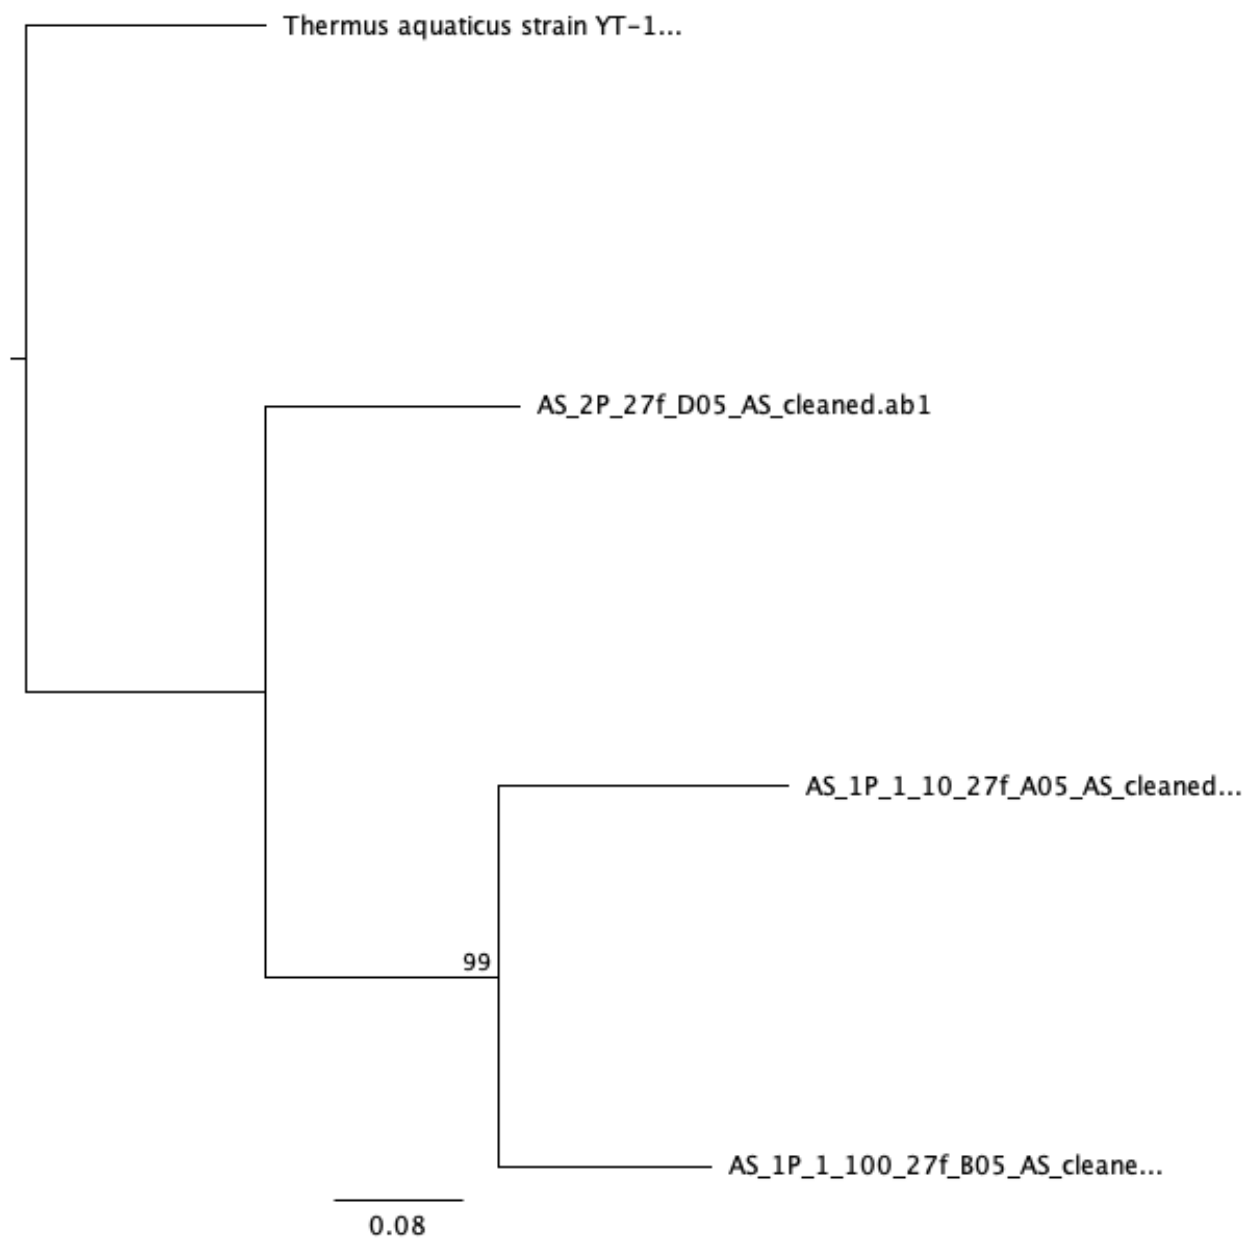 Thermus aquaticus strain YT-1...
AS_2P_27f_D05_AS_cleaned.ab1
AS_1P_1_10_27f_A05_AS_cleaned...
99
AS_1P_1_100_27f_B05_AS_cleane...
0.08